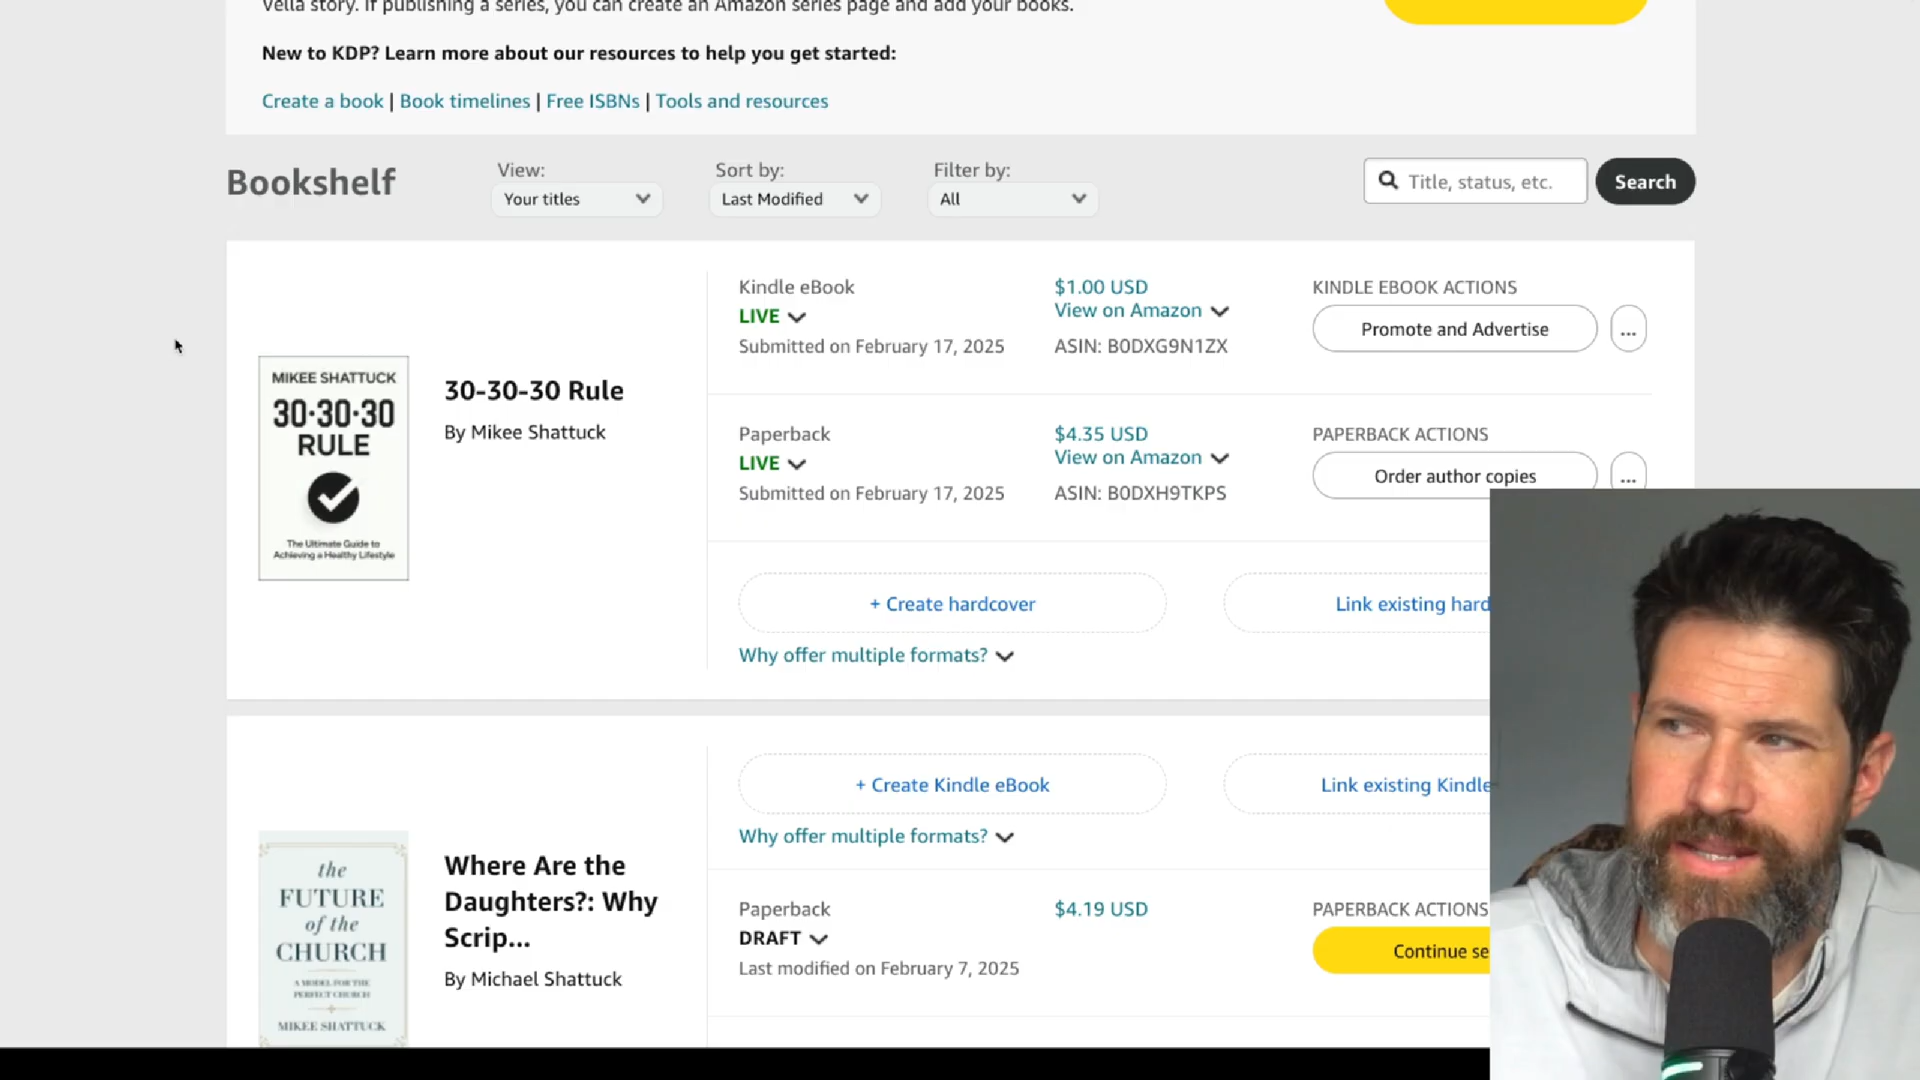 Vella story. If publishing a series, you can create an Amazon series page and add your books.
New to KDP? Learn more about our resources to help you get started:
Create a book | Book timelines | Free ISBNs | Tools and resources
Bookshelf
View:
Your titles
Sort by:
Last Modified
Filter by:
All
Title, status, etc.
Search
MIKEE SHATTUCK
30·30·30
RULE
The Ultimate Guide to
Achieving a Healthy Lifestyle
30-30-30 Rule
By Mikee Shattuck
Kindle eBook
LIVE
Submitted on February 17, 2025
$1.00 USD
View on Amazon
ASIN: B0DXG9N1ZX
KINDLE EBOOK ACTIONS
Promote and Advertise
...
Paperback
LIVE
Submitted on February 17, 2025
$4.35 USD
View on Amazon
ASIN: B0DXH9TKPS
PAPERBACK ACTIONS
Order author copies
...
+ Create hardcover
Link existing hard
Why offer multiple formats?
the
FUTURE
of the
CHURCH
A MODEL FOR THE
PERFECT CHURCH
MIKEE SHATTUCK
Where Are the
Daughters?: Why
Scrip...
By Michael Shattuck
+ Create Kindle eBook
Link existing Kindle
Why offer multiple formats?
Paperback
DRAFT
Last modified on February 7, 2025
$4.19 USD
PAPERBACK ACTIONS
Continue se